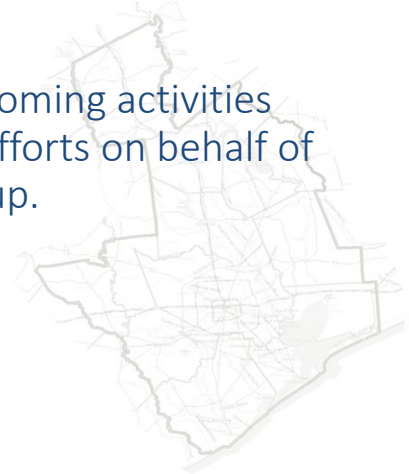 oming activities
fforts on behalf of
up.